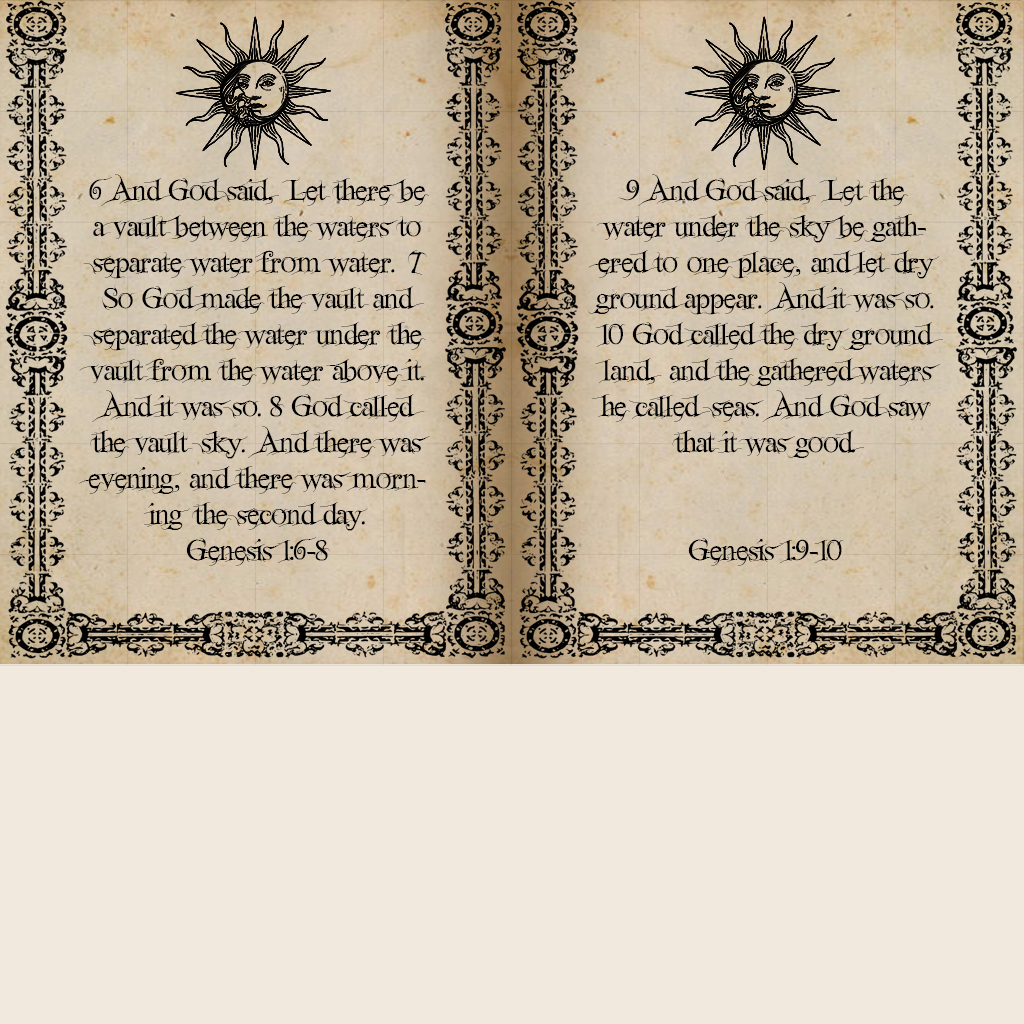 6 And God said, Let there be
a vault between the waters to
separate water from water. 7
So God made the vault and
separated the water under the
vault from the water above it.
And it was so. 8 God called
the vault sky. And there was
evening, and there was morn-
ing the second day.
Genesis 1:6-8
9 And God said, Let the
water under the sky be gath-
ered to one place, and let dry
ground appear. And it was so.
10 God called the dry ground
land, and the gathered waters
he called seas. And God saw
that it was good.
Genesis 1:9-10